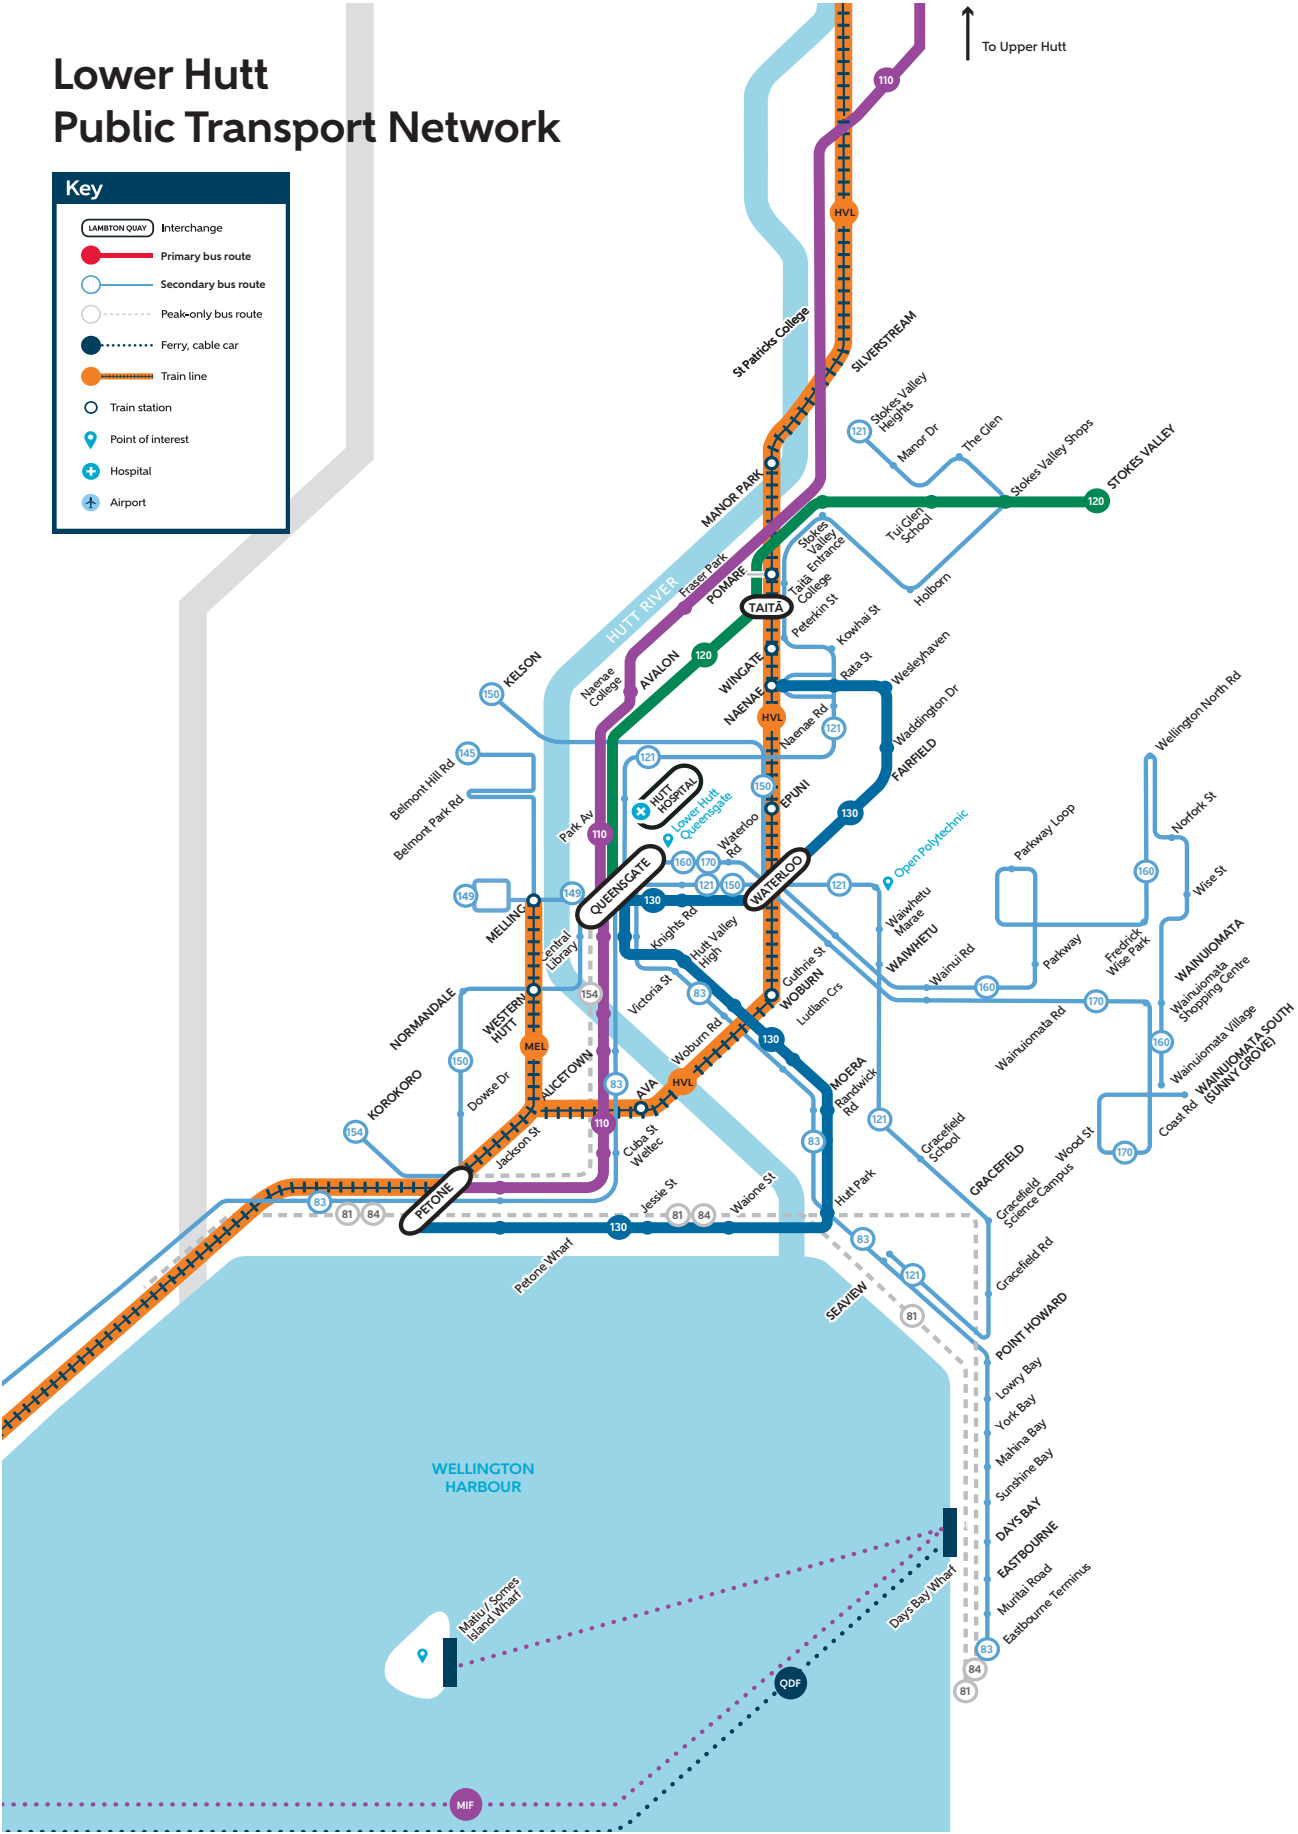 To Upper Hutt
Lower Hutt
Public Transport Network
110
Key
LAMBTON QUAY
Interchange
Primary bus route
Secondary bus route
Peak-only bus route
Ferry, cable car
Train line
Train station
Point of interest
Hospital
Airport
HVL
St Patricks College
SILVERSTREAM
121
Stokes Valley
Heights
Manor Dr
The Glen
Stokes Valley Shops
STOKES VALLEY
120
MANOR PARK
Tui Glen
School
Stokes
Valley
Entrance
Fraser Park
POMARE
Taitā
College
HUTT RIVER
TAITĀ
Holborn
Peterkin St
Kowhai St
120
KELSON
150
Naenae
College
AVALON
WINGATE
Rata St
Wesleyhaven
NAENAE
HVL
Naenae Rd
121
Waddington Dr
FAIRFIELD
Wellington North Rd
145
Belmont Hill Rd
121
150
EPUNI
HUTT
HOSPITAL
Belmont Park Rd
Park Av
110
Lower Hutt
Queensgate
Waterloo
Rd
130
Open Polytechnic
Parkway Loop
Norfork St
160
170
160
Wise St
149
149
QUEENSGATE
121
150
WATERLOO
121
130
MELLING
Central
Library
Knights Rd
Hutt Valley
High
Waiwhetu
Marae
WAIWHETU
Fredrick
Wise Park
WAINUIOMATA
Wainuiomata
Shopping Centre
NORMANDALE
WESTERN
HUTT
154
Victoria St
83
Guthrie St
WOBURN
Ludlam Crs
Wainui Rd
160
Parkway
170
Wainuiomata Rd
MEL
150
Woburn Rd
130
160
Wainuiomata Village
WAINUIOMATA SOUTH
(SUNNY GROVE)
KOROKORO
Dowse Dr
ALICETOWN
83
AVA
HVL
MOERA
Randwick
Rd
121
Coast Rd
154
110
Jackson St
Cuba St
Weltec
83
Gracefield
School
Wood St
170
GRACEFIELD
PETONE
Jessie St
Waione St
Hutt Park
Gracefield
Science Campus
83
81
84
81
84
130
83
Petone Wharf
121
Gracefield Rd
SEAVIEW
81
POINT HOWARD
Lowry Bay
York Bay
Mahina Bay
WELLINGTON
HARBOUR
Sunshine Bay
DAYS BAY
EASTBOURNE
Days Bay Wharf
Muritai Road
Matiu / Somes
Island Wharf
Eastbourne Terminus
83
84
81
QDF
MIF